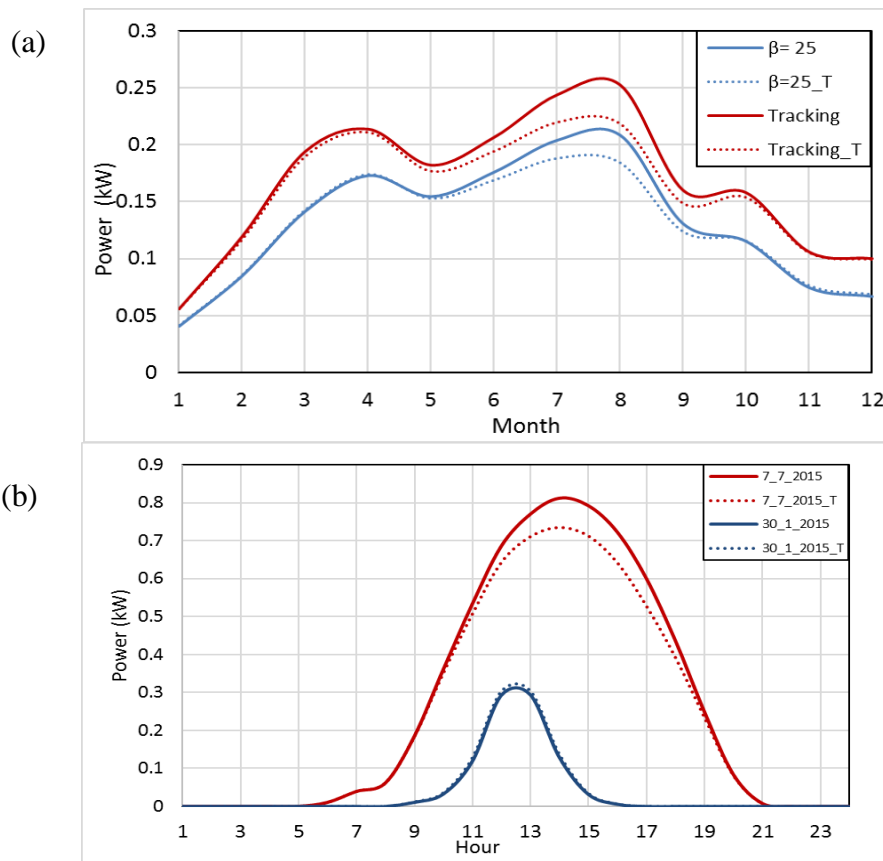 (a)
0.3
0.25
0.2
0.15
0.1
0.05
0
Power (kW)
β= 25
β=25_T
Tracking
Tracking_T
1 2 3 4 5 6 7 8 9 10 11 12
Month
(b)
0.9
0.8
0.7
0.6
0.5
0.4
0.3
0.2
0.1
0
Power (kW)
7_7_2015
7_7_2015_T
30_1_2015
30_1_2015_T
1 3 5 7 9 11 13 15 17 19 21 23
Hour